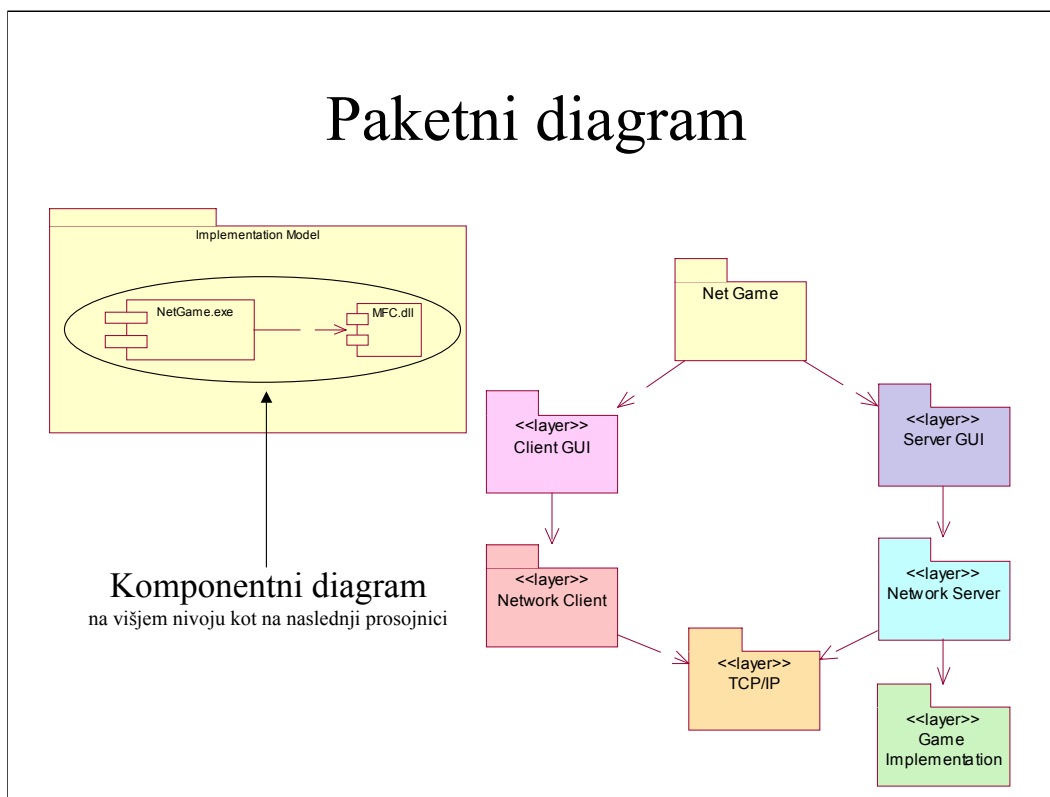 Paketni diagram
Implementation Model
NetGame.exe
MFC.dll
Komponentni diagram
na višjem nivoju kot na naslednji prosojnici
Net Game
<<layer>>
Client GUI
<<layer>>
Server GUI
<<layer>>
Network Client
<<layer>>
Network Server
<<layer>>
TCP/IP
<<layer>>
Game
Implementation